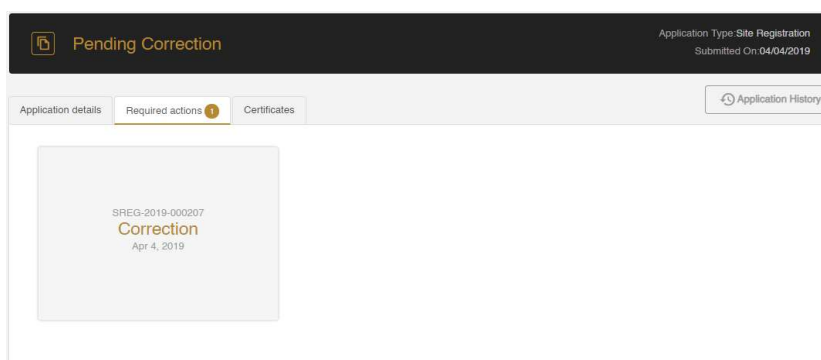 Pending Correction
Application Type:Site Registration
Submitted On:04/04/2019
Application details
Required actions 1
Certificates
Application History
SREG-2019-000207
Correction
Apr 4, 2019